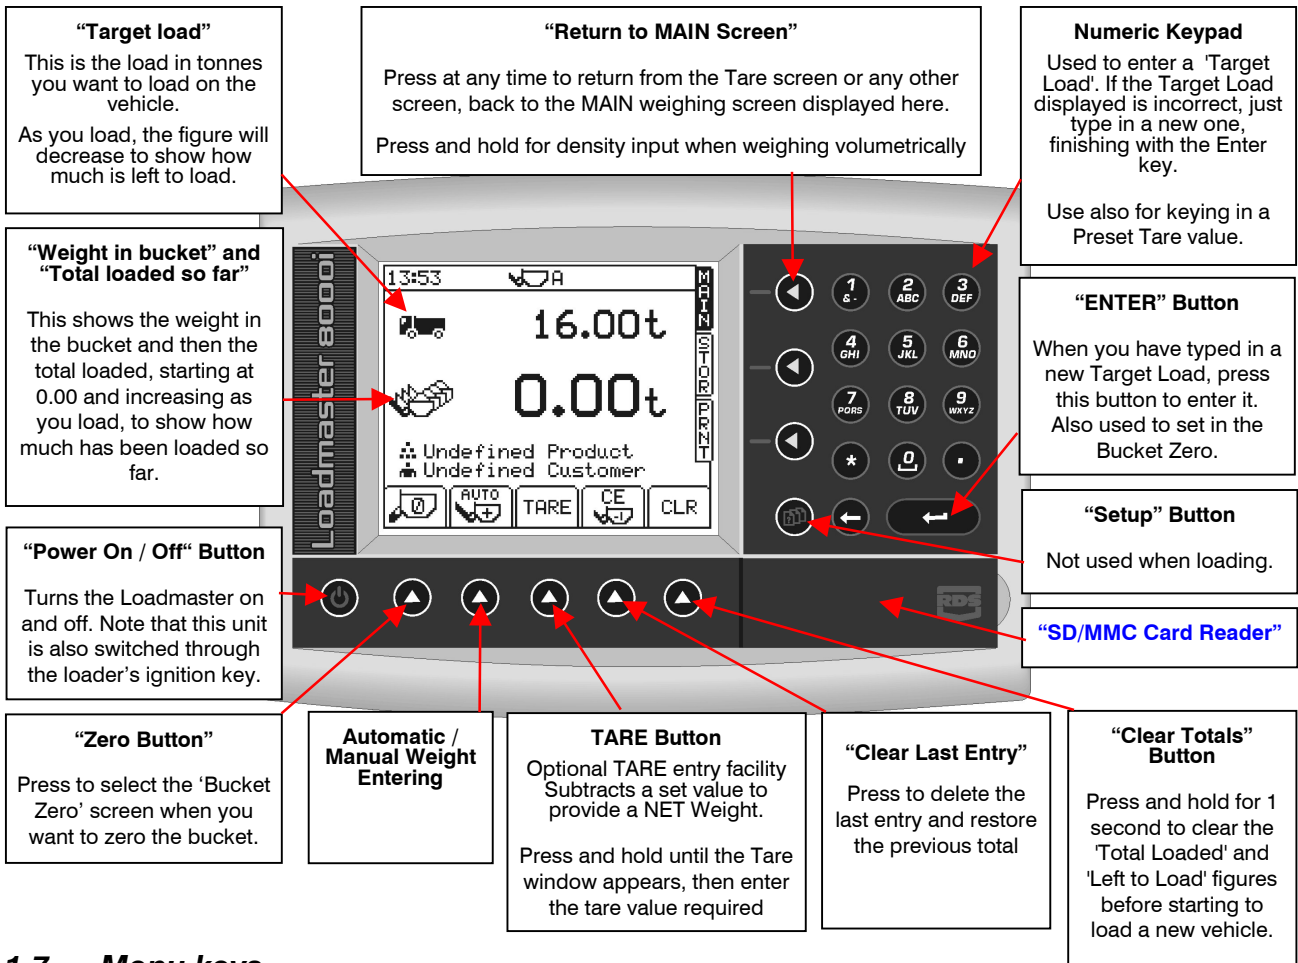 “Target load”
This is the load in tonnes
you want to load on the
vehicle.
As you load, the figure will
decrease to show how
much is left to load.
“Return to MAIN Screen”
Press at any time to return from the Tare screen or any other
screen, back to the MAIN weighing screen displayed here.
Press and hold for density input when weighing volumetrically
Numeric Keypad
Used to enter a 'Target
Load'. If the Target Load
displayed is incorrect, just
type in a new one,
finishing with the Enter
key.
Use also for keying in a
Preset Tare value.
“Weight in bucket” and
“Total loaded so far”
This shows the weight in
the bucket and then the
total loaded, starting at
0.00 and increasing as
you load, to show how
much has been loaded so
far.
Loadmaster 8000i
13:53 A
16.00t
0.00t
Undefined Product
Undefined Customer
0 AUTO + TARE CE -1 CLR
MAIN
STOR
PRNT
1 &- 2 ABC 3 DEF
4 GHI 5 JKL 6 MNO
7 PQRS 8 TUV 9 WXYZ
* 0 .
RDS
“ENTER” Button
When you have typed in a
new Target Load, press
this button to enter it.
Also used to set in the
Bucket Zero.
“Setup” Button
Not used when loading.
“SD/MMC Card Reader”
“Power On / Off“ Button
Turns the Loadmaster on
and off. Note that this unit
is also switched through
the loader’s ignition key.
“Zero Button”
Press to select the ‘Bucket
Zero’ screen when you
want to zero the bucket.
Automatic /
Manual Weight
Entering
TARE Button
Optional TARE entry facility
Subtracts a set value to
provide a NET Weight.
Press and hold until the Tare
window appears, then enter
the tare value required
“Clear Last Entry”
Press to delete the
last entry and restore
the previous total
“Clear Totals”
Button
Press and hold for 1
second to clear the
'Total Loaded' and
'Left to Load' figures
before starting to
load a new vehicle.
1.7 Menu keys